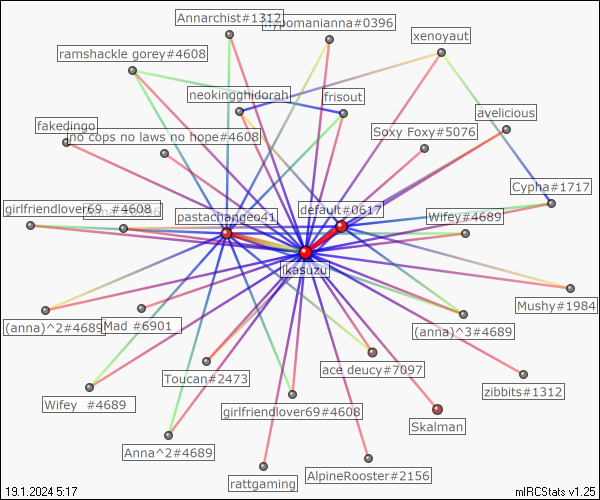 Annarchist#1312
hypomanianna#0396
xenoyaut
ramshackle gorey#4608
neokingghidorah
frisout
avelicious
fakedingo
no cops no laws no hope#4608
Soxy Foxy#5076
Cypha#1717
girlfriendlover69 #4608
pastachangeo41
default#0617
Wifey#4689
ikasuzu
Mushy#1984
(anna)^2#4689
Mad #6901
(anna)^3#4689
Toucan#2473
ace deucy#7097
zibbits#1312
Wifey #4689
girlfriendlover69#4608
Skalman
Anna^2#4689
rattgaming
AlpineRooster#2156
19.1.2024 5:17
mIRCStats v1.25